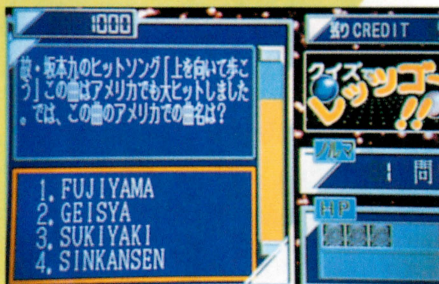 1000
故・坂本九のヒットソング「上を向いて歩こ
う」この曲はアメリカでも大ヒットしました
。では、この曲のアメリカでの曲名は?
1. FUJIYAMA
2. GEISYA
3. SUKIYAKI
4. SINKANSEN
残りCREDIT
クイズで
レッツゴー!!
ノルマ
1 問
HP